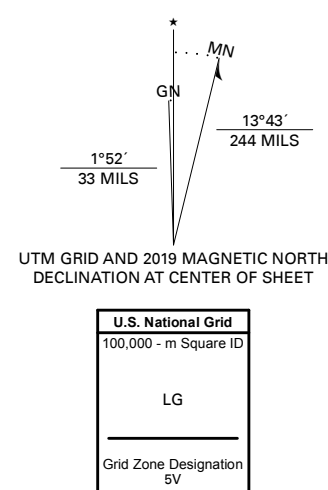 ★
MN
GN
13°43´
244 MILS
1°52´
33 MILS
UTM GRID AND 2019 MAGNETIC NORTH
DECLINATION AT CENTER OF SHEET
U.S. National Grid
100,000 - m Square ID
LG
Grid Zone Designation
5V